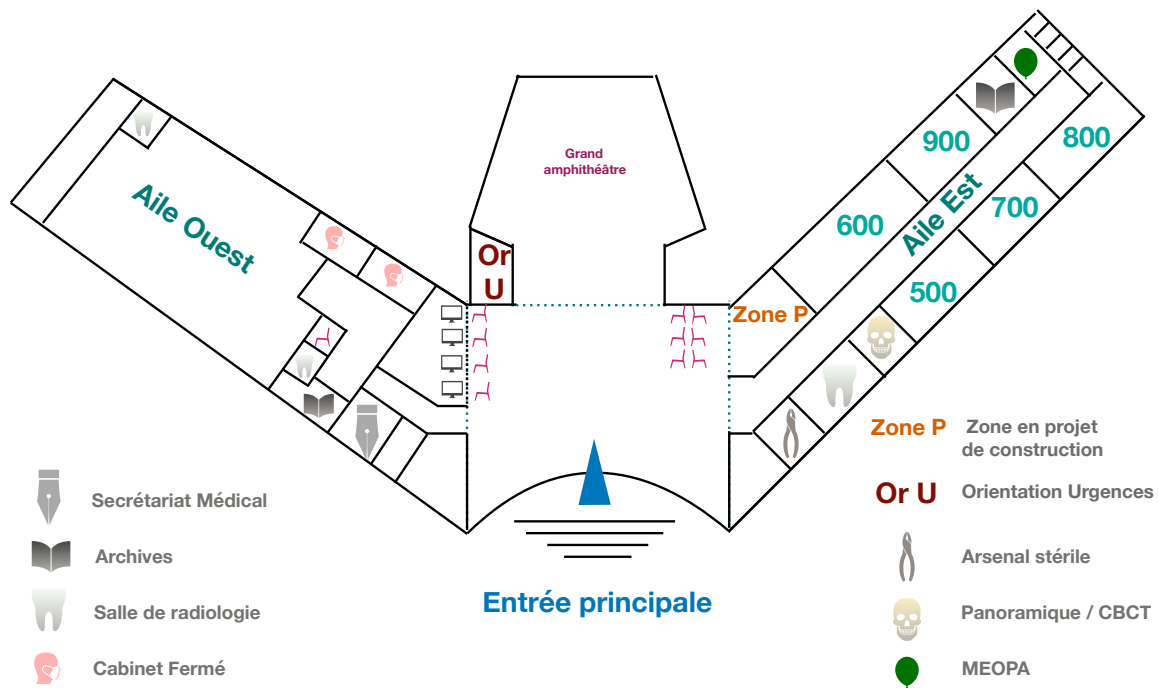 Grand
amphithéâtre
Aile Ouest
Or
U
Zone P
Aile Est
900
800
600
700
500
Entrée principale
Secrétariat Médical
Archives
Salle de radiologie
Cabinet Fermé
Zone P Zone en projet
de construction
Or U Orientation Urgences
Arsenal stérile
Panoramique / CBCT
MEOPA